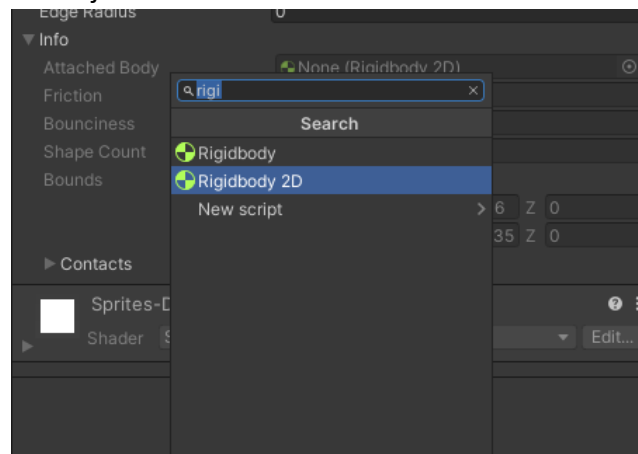 Edge Radius 0
Info
Attached Body None (Rigidbody 2D)
Friction
rigi
Bounciness
Search
Shape Count
Rigidbody
Bounds
Rigidbody 2D
New script
6 Z 0
35 Z 0
Contacts
Sprites-D
Shader S
Edit...